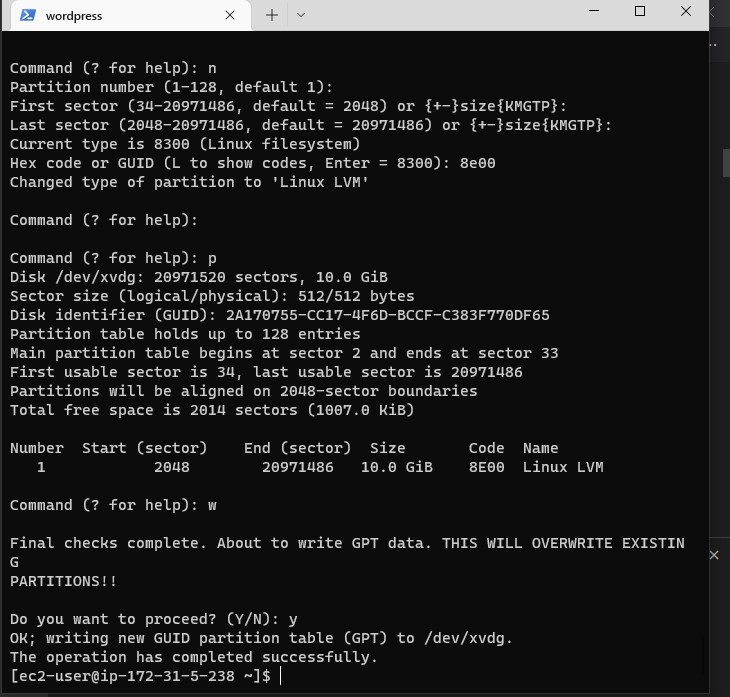 wordpress
Command (? for help): n
Partition number (1-128, default 1):
First sector (34-20971486, default = 2048) or {+-}size{KMGTP}:
Last sector (2048-20971486, default = 20971486) or {+-}size{KMGTP}:
Current type is 8300 (Linux filesystem)
Hex code or GUID (L to show codes, Enter = 8300): 8e00
Changed type of partition to 'Linux LVM'
Command (? for help):
Command (? for help): p
Disk /dev/xvdg: 20971520 sectors, 10.0 GiB
Sector size (logical/physical): 512/512 bytes
Disk identifier (GUID): 2A170755-CC17-4F6D-BCCF-C383F770DF65
Partition table holds up to 128 entries
Main partition table begins at sector 2 and ends at sector 33
First usable sector is 34, last usable sector is 20971486
Partitions will be aligned on 2048-sector boundaries
Total free space is 2014 sectors (1007.0 KiB)
Number  Start (sector)    End (sector)  Size       Code  Name
   1            2048        20971486   10.0 GiB    8E00  Linux LVM
Command (? for help): w
Final checks complete. About to write GPT data. THIS WILL OVERWRITE EXISTIN
G
PARTITIONS!!
Do you want to proceed? (Y/N): y
OK; writing new GUID partition table (GPT) to /dev/xvdg.
The operation has completed successfully.
[ec2-user@ip-172-31-5-238 ~]$